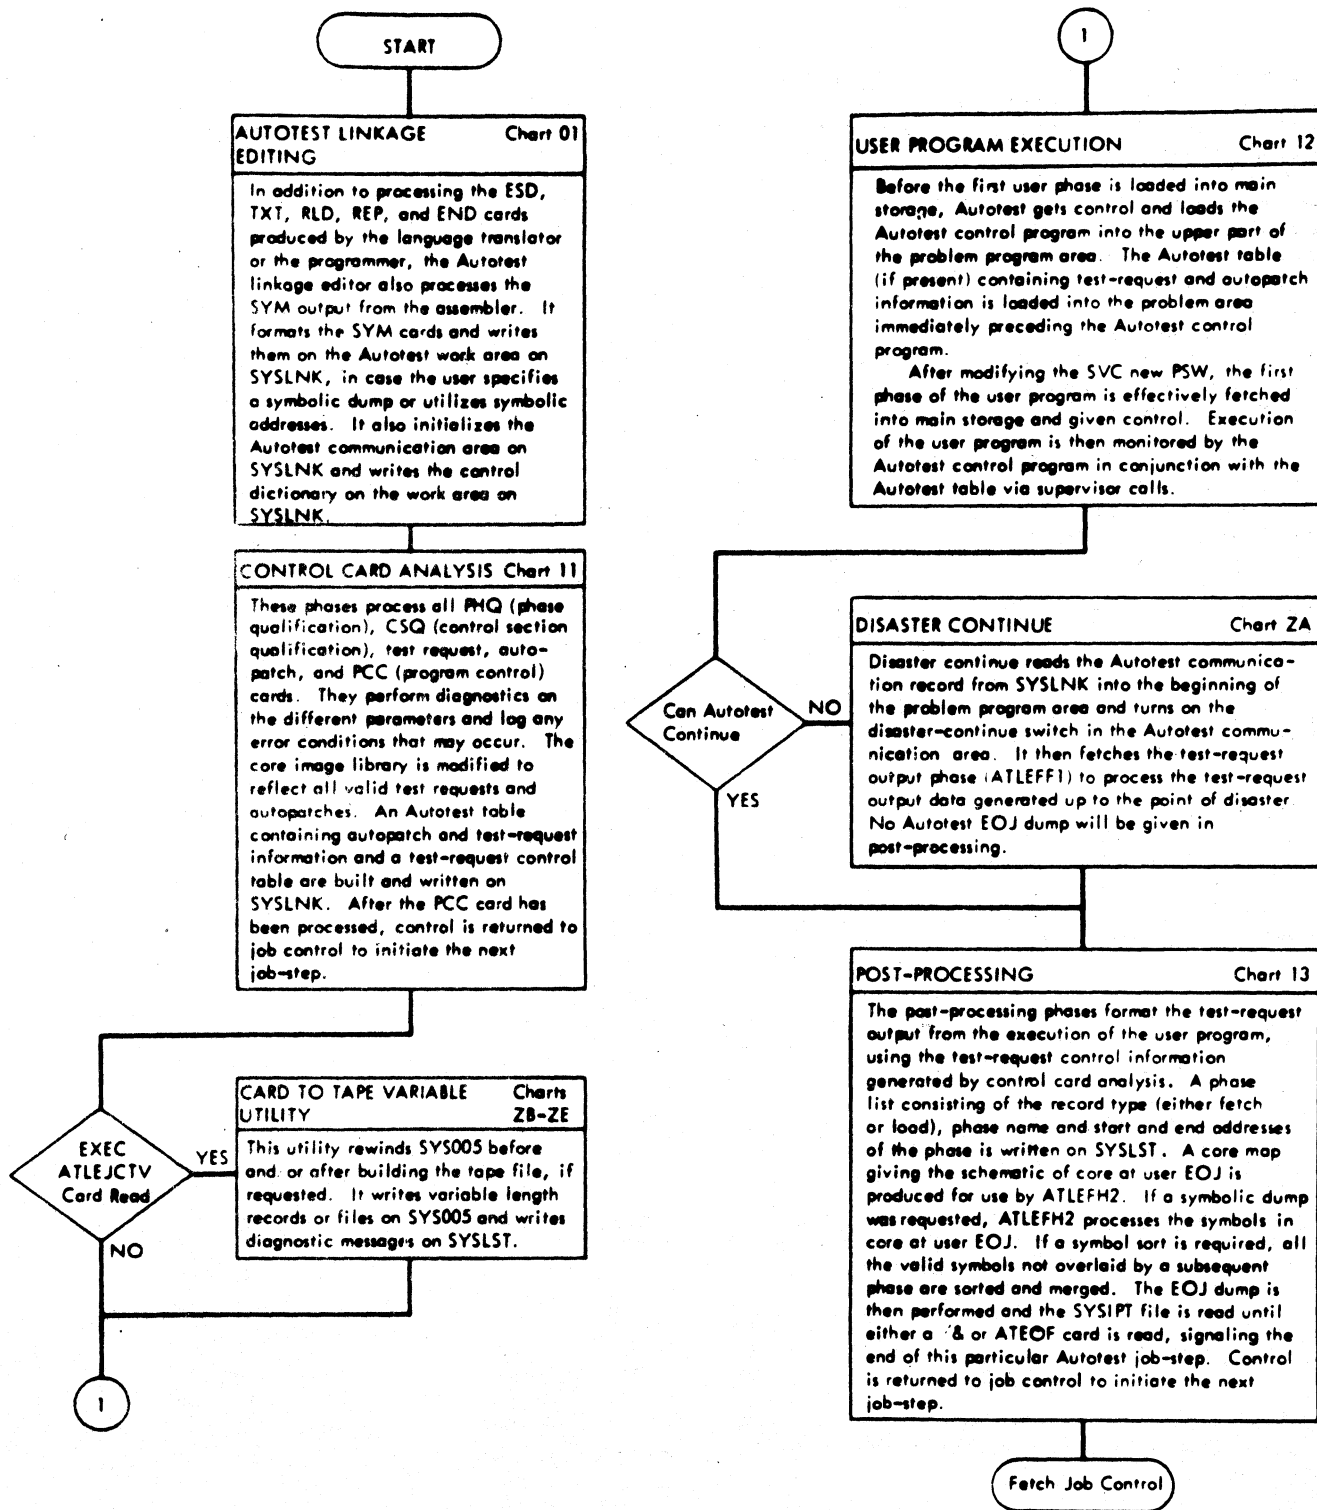 START
AUTOTEST LINKAGE Chart 01
EDITING
In addition to processing the ESD,
TXT, RLD, REP, and END cards
produced by the language translator
or the programmer, the Autotest
linkage editor also processes the
SYM output from the assembler. It
formats the SYM cards and writes
them on the Autotest work area on
SYSLNK, in case the user specifies
a symbolic dump or utilizes symbolic
addresses. It also initializes the
Autotest communication area on
SYSLNK and writes the control
dictionary on the work area on
SYSLNK.
CONTROL CARD ANALYSIS Chart 11
These phases process all PHQ (phase
qualification), CSQ (control section
qualification), test request, auto-
patch, and PCC (program control)
cards. They perform diagnostics on
the different parameters and log any
error conditions that may occur. The
core image library is modified to
reflect all valid test requests and
autopatches. An Autotest table
containing autopatch and test-request
information and a test-request control
table are built and written on
SYSLNK. After the PCC card has
been processed, control is returned to
job control to initiate the next
job-step.
EXEC
ATLEJCTV
Card Read
YES
NO
CARD TO TAPE VARIABLE Charts
UTILITY ZB-ZE
This utility rewinds SYS005 before
and or after building the tape file, if
requested. It writes variable length
records or files on SYS005 and writes
diagnostic messages on SYSLST.
1
1
USER PROGRAM EXECUTION Chart 12
Before the first user phase is loaded into main
storage, Autotest gets control and loads the
Autotest control program into the upper part of
the problem program area. The Autotest table
(if present) containing test-request and autopatch
information is loaded into the problem area
immediately preceding the Autotest control
program.
After modifying the SVC new PSW, the first
phase of the user program is effectively fetched
into main storage and given control. Execution
of the user program is then monitored by the
Autotest control program in conjunction with the
Autotest table via supervisor calls.
Can Autotest
Continue
NO
YES
DISASTER CONTINUE Chart ZA
Disaster continue reads the Autotest communica-
tion record from SYSLNK into the beginning of
the problem program area and turns on the
disaster-continue switch in the Autotest commu-
nication area. It then fetches the test-request
output phase (ATLEFF1) to process the test-request
output data generated up to the point of disaster
No Autotest EOJ dump will be given in
post-processing.
POST-PROCESSING Chart 13
The post-processing phases format the test-request
output from the execution of the user program,
using the test-request control information
generated by control card analysis. A phase
list consisting of the record type (either fetch
or load), phase name and start and end addresses
of the phase is written on SYSLST. A core map
giving the schematic of core at user EOJ is
produced for use by ATLEFH2. If a symbolic dump
was requested, ATLEFH2 processes the symbols in
core at user EOJ. If a symbol sort is required, all
the valid symbols not overlaid by a subsequent
phase are sorted and merged. The EOJ dump is
then performed and the SYSIPT file is read until
either a & or ATEOF card is read, signaling the
end of this particular Autotest job-step. Control
is returned to job control to initiate the next
job-step.
Fetch Job Control